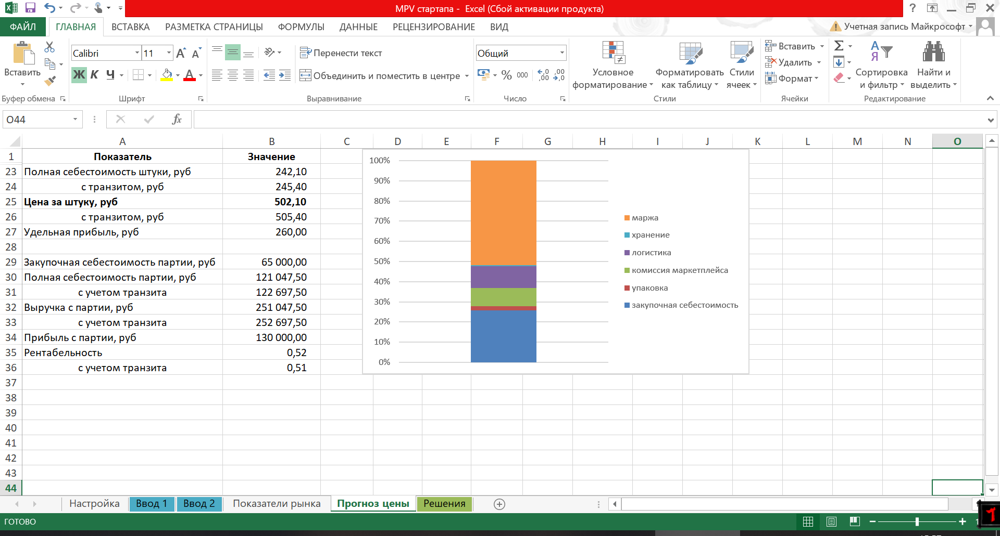 MPV стартапа - Excel (Сбой активации продукта)
ФАЙЛ ГЛАВНАЯ ВСТАВКА РАЗМЕТКА СТРАНИЦЫ ФОРМУЛЫ ДАННЫЕ РЕЦЕНЗИРОВАНИЕ ВИД Учетная запись Майкрософт
Вставить
Буфер обмена
Calibri 11
Ж К Ч
Шрифт
Перенести текст
Объединить и поместить в центре
Выравнивание
Общий
% 000
Число
Условное форматирование
Форматировать как таблицу
Стили ячеек
Стили
Вставить
Удалить
Формат
Ячейки
Сортировка и фильтр
Найти и выделить
Редактирование
O44 fx
A B C D E F G H I J K L M N O
1 Показатель Значение
23 Полная себестоимость штуки, руб 242,10
24 с транзитом, руб 245,40
25 Цена за штуку, руб 502,10
26 с транзитом, руб 505,40
27 Удельная прибыль, руб 260,00
28
29 Закупочная себестоимость партии, руб 65 000,00
30 Полная себестоимость партии, руб 121 047,50
31 с учетом транзита 122 697,50
32 Выручка с партии, руб 251 047,50
33 с учетом транзита 252 697,50
34 Прибыль с партии, руб 130 000,00
35 Рентабельность 0,52
36 с учетом транзита 0,51
37
38
39
40
41
42
43
44
100%
90%
80%
70%
60%
50%
40%
30%
20%
10%
0%
маржа
хранение
логистика
комиссия маркетплейса
упаковка
закупочная себестоимость
Настройка Ввод 1 Ввод 2 Показатели рынка Прогноз цены Решения
ГОТОВО